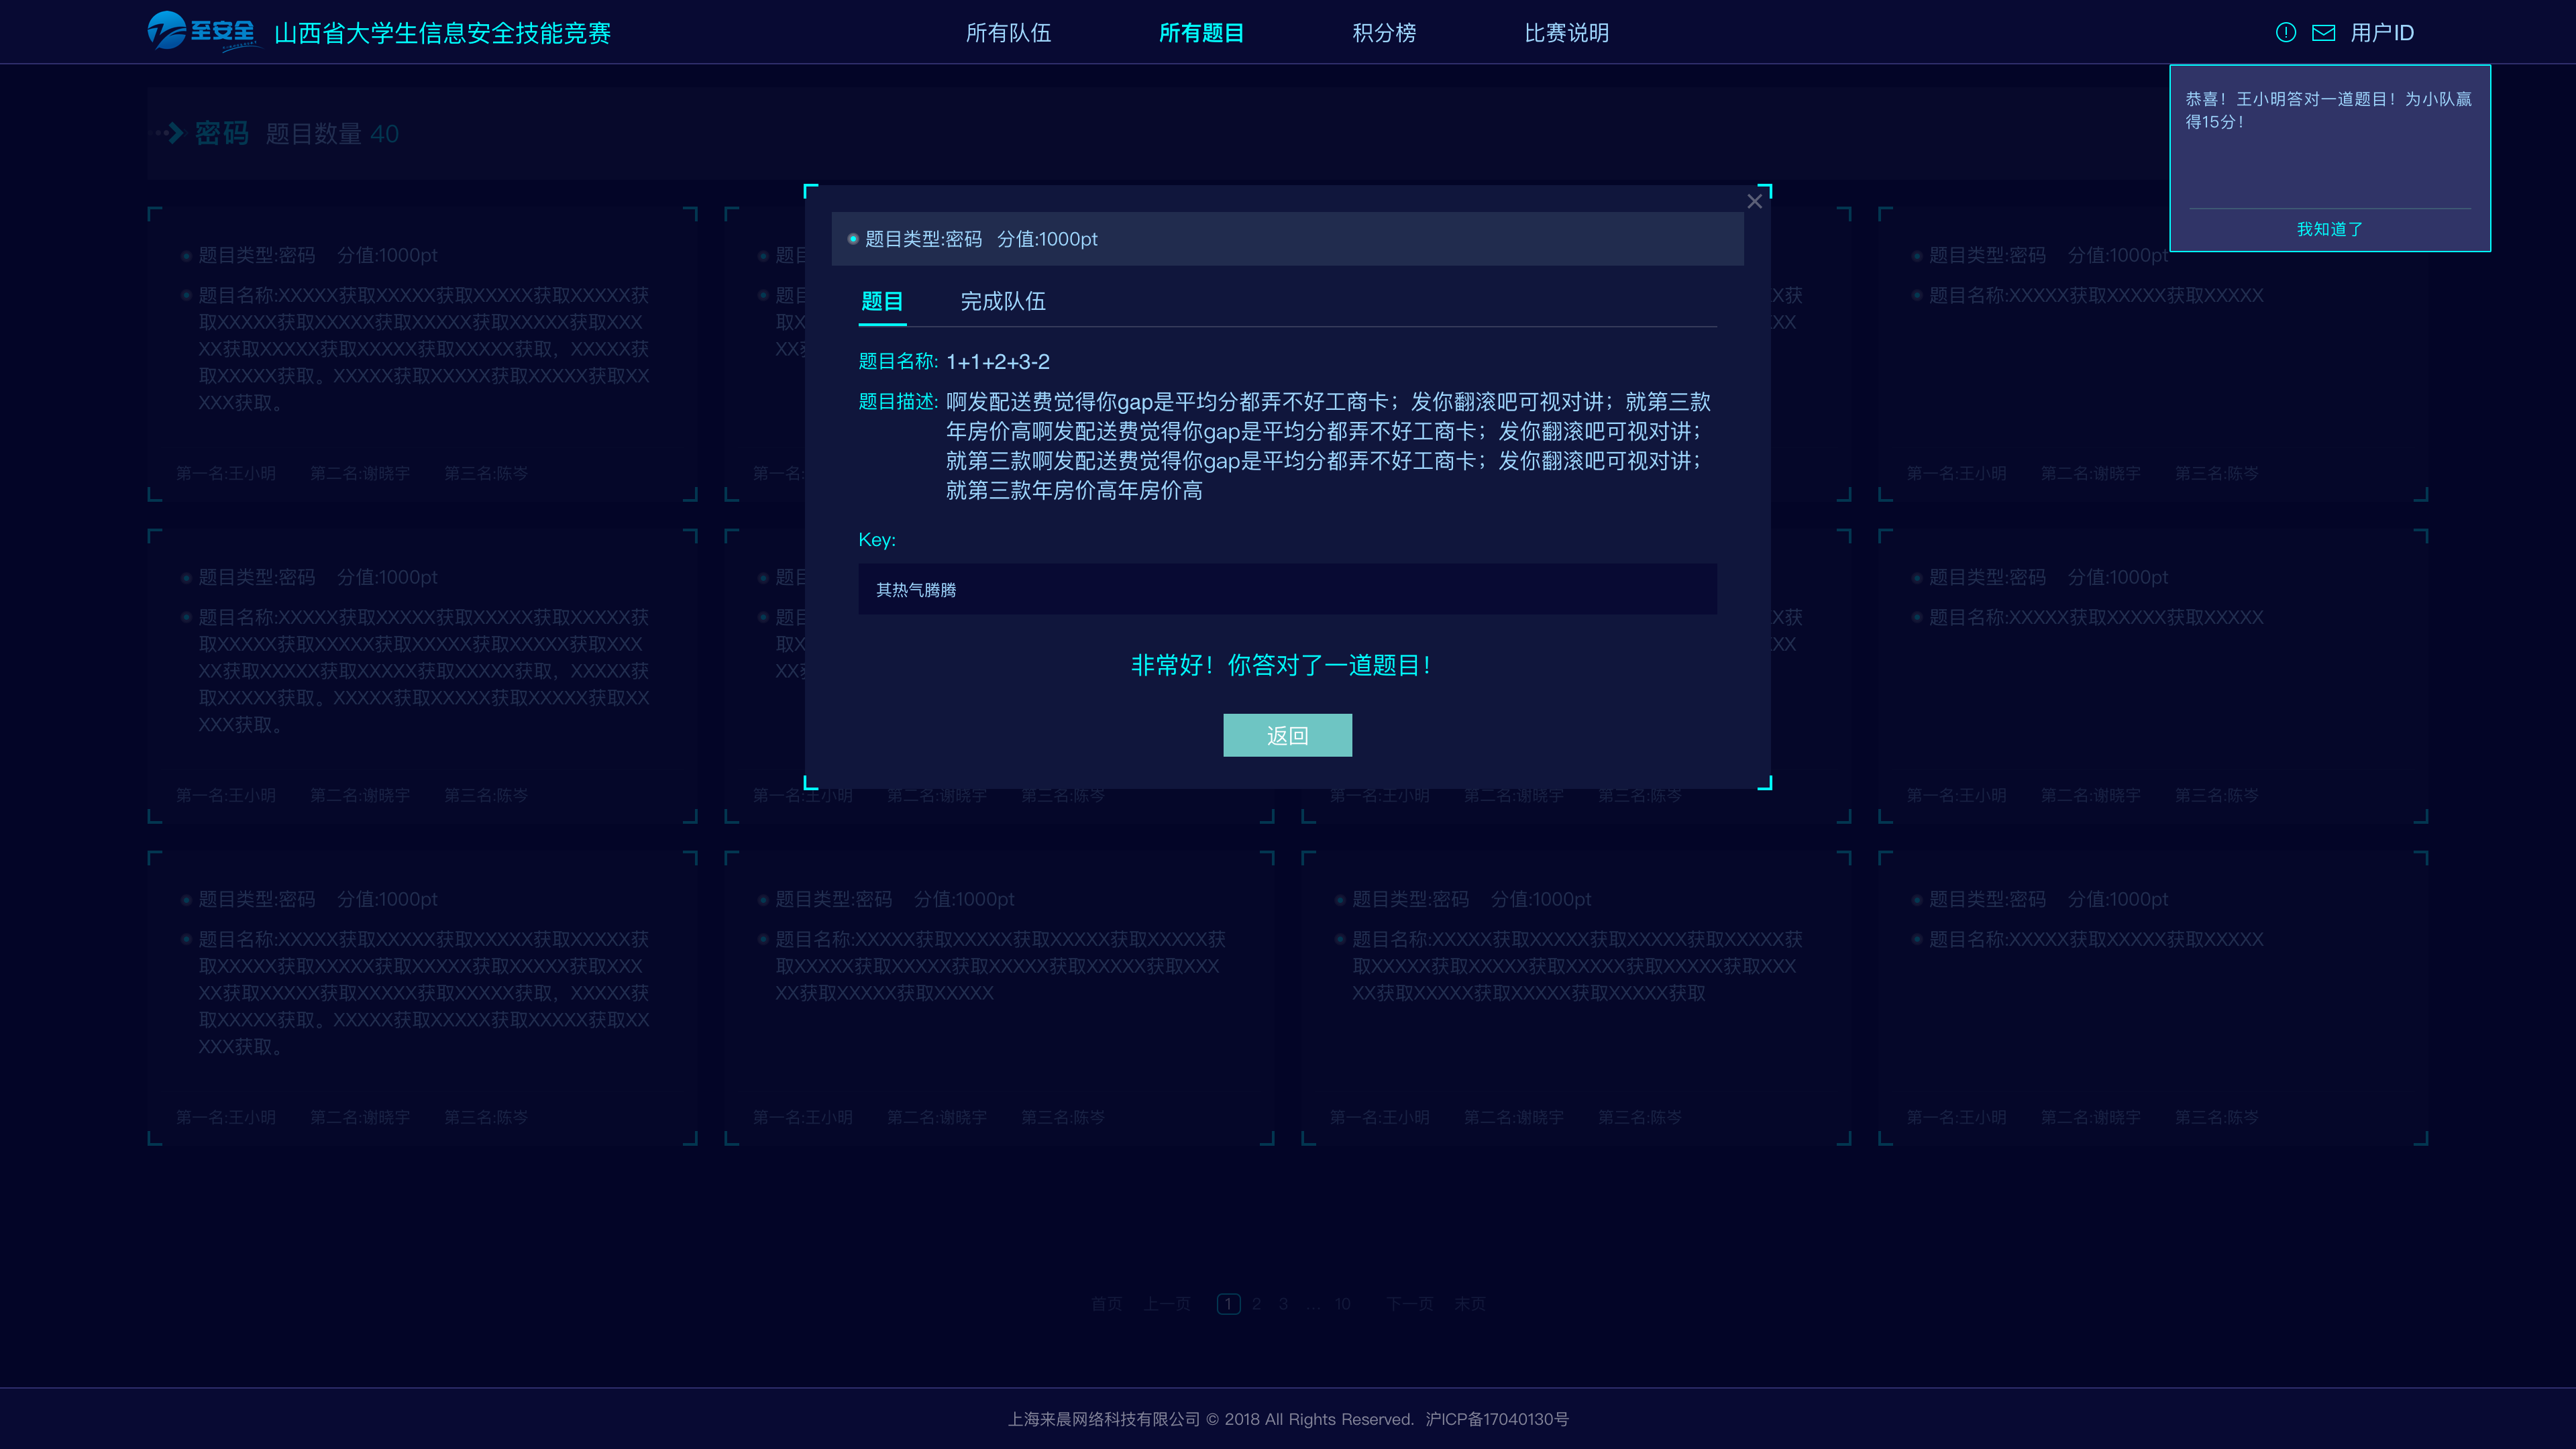 至安全 山西省大学生信息安全技能竞赛 所有队伍 所有题目 积分榜 比赛说明 用户ID
恭喜！王小明答对一道题目！为小队赢
得15分！
我知道了
密码 题目数量 40
题目类型:密码 分值:1000pt
题目 完成队伍
题目名称: 1+1+2+3-2
题目描述: 啊发配送费觉得你gap是平均分都弄不好工商卡；发你翻滚吧可视对讲；就第三款
年房价高啊发配送费觉得你gap是平均分都弄不好工商卡；发你翻滚吧可视对讲；
就第三款啊发配送费觉得你gap是平均分都弄不好工商卡；发你翻滚吧可视对讲；
就第三款年房价高年房价高
Key:
其热气腾腾
非常好！你答对了一道题目！
返回
题目类型:密码 分值:1000pt
题目名称:XXXXX获取XXXXX获取XXXXX获取XXXXX获
取XXXXX获取XXXXX获取XXXXX获取XXXXX获取XXX
XX获取XXXXX获取XXXXX获取XXXXX获取，XXXXX获
取XXXXX获取。XXXXX获取XXXXX获取XXXXX获取XX
XXX获取。
第一名:王小明 第二名:谢晓宇 第三名:陈岑
题目
题目
取X
XX获
第一名:
X获
XX
题目类型:密码 分值:1000pt
题目名称:XXXXX获取XXXXX获取XXXXX
第一名:王小明 第二名:谢晓宇 第三名:陈岑
题目类型:密码 分值:1000pt
题目名称:XXXXX获取XXXXX获取XXXXX获取XXXXX获
取XXXXX获取XXXXX获取XXXXX获取XXXXX获取XXX
XX获取XXXXX获取XXXXX获取XXXXX获取，XXXXX获
取XXXXX获取。XXXXX获取XXXXX获取XXXXX获取XX
XXX获取。
第一名:王小明 第二名:谢晓宇 第三名:陈岑
题目
题目
取X
XX获
第一名:王小明 第二名:谢晓宇 第三名:陈岑
X获
XX
第一名:王小明 第二名:谢晓宇 第三名:陈岑
题目类型:密码 分值:1000pt
题目名称:XXXXX获取XXXXX获取XXXXX
第一名:王小明 第二名:谢晓宇 第三名:陈岑
题目类型:密码 分值:1000pt
题目名称:XXXXX获取XXXXX获取XXXXX获取XXXXX获
取XXXXX获取XXXXX获取XXXXX获取XXXXX获取XXX
XX获取XXXXX获取XXXXX获取XXXXX获取，XXXXX获
取XXXXX获取。XXXXX获取XXXXX获取XXXXX获取XX
XXX获取。
第一名:王小明 第二名:谢晓宇 第三名:陈岑
题目类型:密码 分值:1000pt
题目名称:XXXXX获取XXXXX获取XXXXX获取XXXXX获
取XXXXX获取XXXXX获取XXXXX获取XXXXX获取XXX
XX获取XXXXX获取XXXXX
第一名:王小明 第二名:谢晓宇 第三名:陈岑
题目类型:密码 分值:1000pt
题目名称:XXXXX获取XXXXX获取XXXXX获取XXXXX获
取XXXXX获取XXXXX获取XXXXX获取XXXXX获取XXX
XX获取XXXXX获取XXXXX获取XXXXX获取
第一名:王小明 第二名:谢晓宇 第三名:陈岑
题目类型:密码 分值:1000pt
题目名称:XXXXX获取XXXXX获取XXXXX
第一名:王小明 第二名:谢晓宇 第三名:陈岑
首页 上一页 1 2 3 ... 10 下一页 末页
上海来晨网络科技有限公司 © 2018 All Rights Reserved. 沪ICP备17040130号